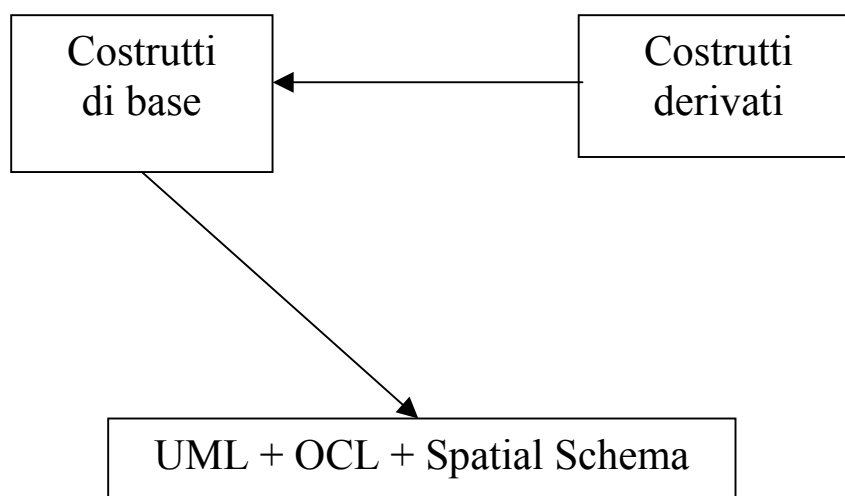 Costrutti
di base
Costrutti
derivati
UML + OCL + Spatial Schema